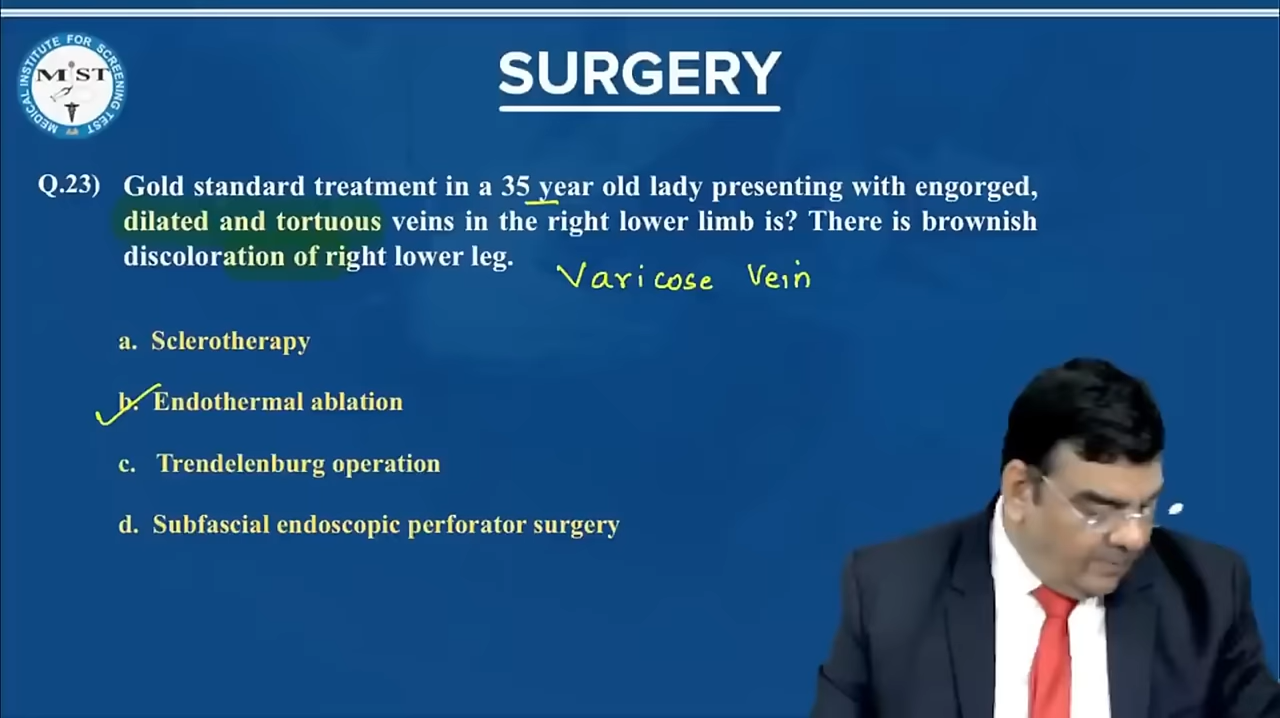 MEDICAL INSTITUTE FOR SCREENING TEST
MIST
SURGERY
Q.23) Gold standard treatment in a 35 year old lady presenting with engorged,
dilated and tortuous veins in the right lower limb is? There is brownish
discoloration of right lower leg.
Varicose Vein
a. Sclerotherapy
b. Endothermal ablation
c. Trendelenburg operation
d. Subfascial endoscopic perforator surgery